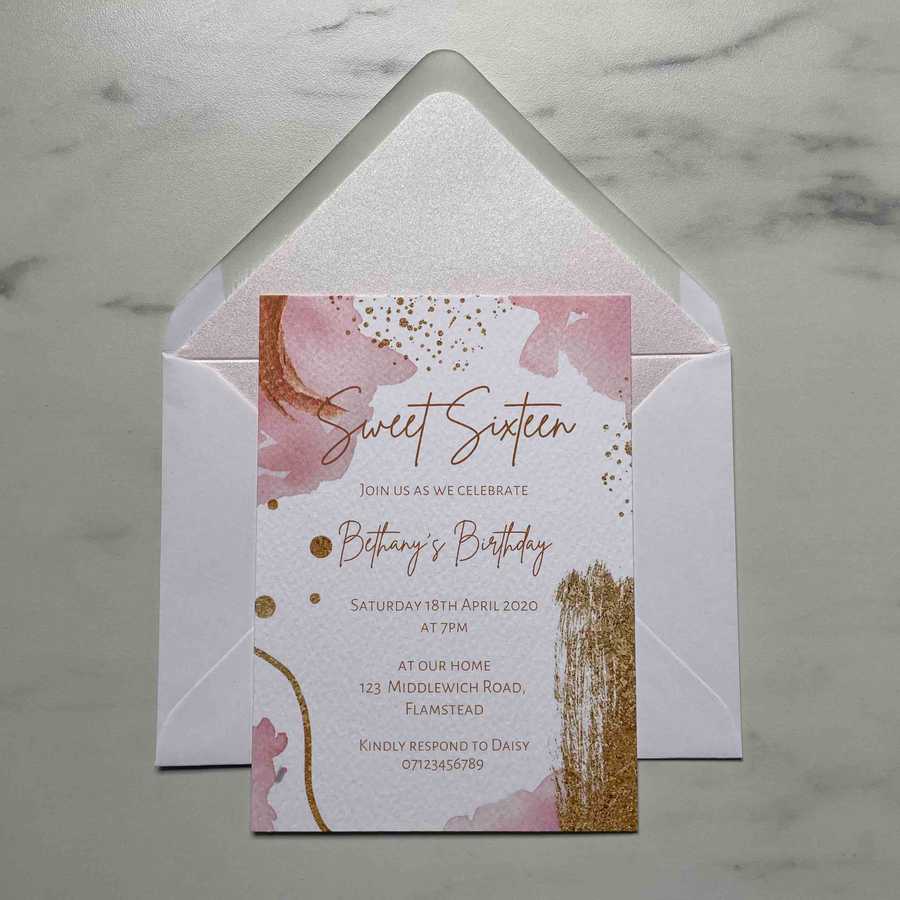 Sweet Sixteen
Join us as we celebrate
Bethany's Birthday
Saturday 18th April 2020
at 7pm
at our home
123 Middlewich Road,
Flamstead
Kindly respond to Daisy
07123456789